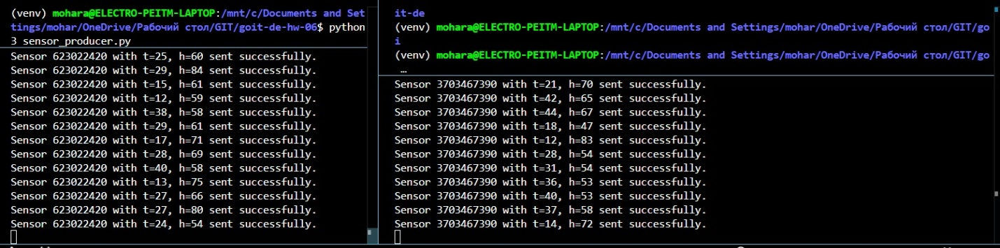 (venv) mohara@ELECTRO-PEITM-LAPTOP:/mnt/c/Documents and Set
tings/mohar/OneDrive/Рабочий стол/GIT/goit-de-hw-06$ python
3 sensor_producer.py
Sensor 623022420 with t=25, h=60 sent successfully.
Sensor 623022420 with t=29, h=84 sent successfully.
Sensor 623022420 with t=15, h=61 sent successfully.
Sensor 623022420 with t=12, h=59 sent successfully.
Sensor 623022420 with t=38, h=58 sent successfully.
Sensor 623022420 with t=29, h=61 sent successfully.
Sensor 623022420 with t=17, h=71 sent successfully.
Sensor 623022420 with t=28, h=69 sent successfully.
Sensor 623022420 with t=40, h=58 sent successfully.
Sensor 623022420 with t=13, h=75 sent successfully.
Sensor 623022420 with t=27, h=66 sent successfully.
Sensor 623022420 with t=27, h=80 sent successfully.
Sensor 623022420 with t=24, h=54 sent successfully.
it-de
(venv) mohara@ELECTRO-PEITM-LAPTOP:/mnt/c/Documents and Settings/mohar/OneDrive/Рабочий стол/GIT/go
i
(venv) mohara@ELECTRO-PEITM-LAPTOP:/mnt/c/Documents and Settings/mohar/OneDrive/Рабочий стол/GIT/go
…
Sensor 3703467390 with t=21, h=70 sent successfully.
Sensor 3703467390 with t=42, h=65 sent successfully.
Sensor 3703467390 with t=44, h=67 sent successfully.
Sensor 3703467390 with t=18, h=47 sent successfully.
Sensor 3703467390 with t=12, h=83 sent successfully.
Sensor 3703467390 with t=28, h=54 sent successfully.
Sensor 3703467390 with t=31, h=54 sent successfully.
Sensor 3703467390 with t=36, h=53 sent successfully.
Sensor 3703467390 with t=40, h=53 sent successfully.
Sensor 3703467390 with t=37, h=58 sent successfully.
Sensor 3703467390 with t=14, h=72 sent successfully.